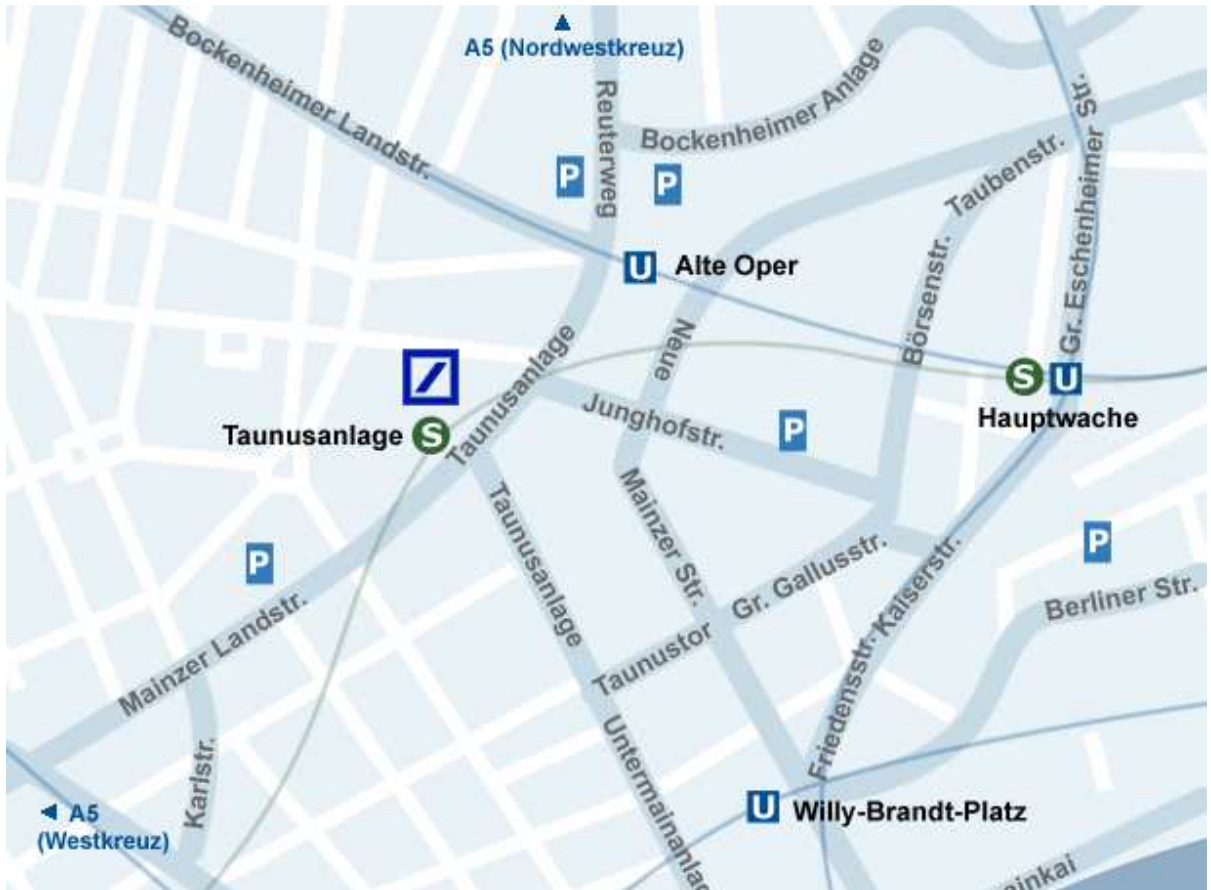 A5 (Nordwestkreuz)
Bockenheimer Landstr.
Reuterweg
Bockenheimer Anlage
Gr. Eschenheimer Str.
Taubenstr.
P
P
U Alte Oper
Börsenstr.
Neue
Taunusanlage
S U
Hauptwache
Junghofstr.
Taunusanlage S
P
Mainzer Str.
Taunusanlage
P
P
Gr. Gallusstr.
Kaiserstr.
Berliner Str.
Mainzer Landstr.
Taunustor
Friedensstr.
Untermainanlage
Karlstr.
U Willy-Brandt-Platz
A5
(Westkreuz)